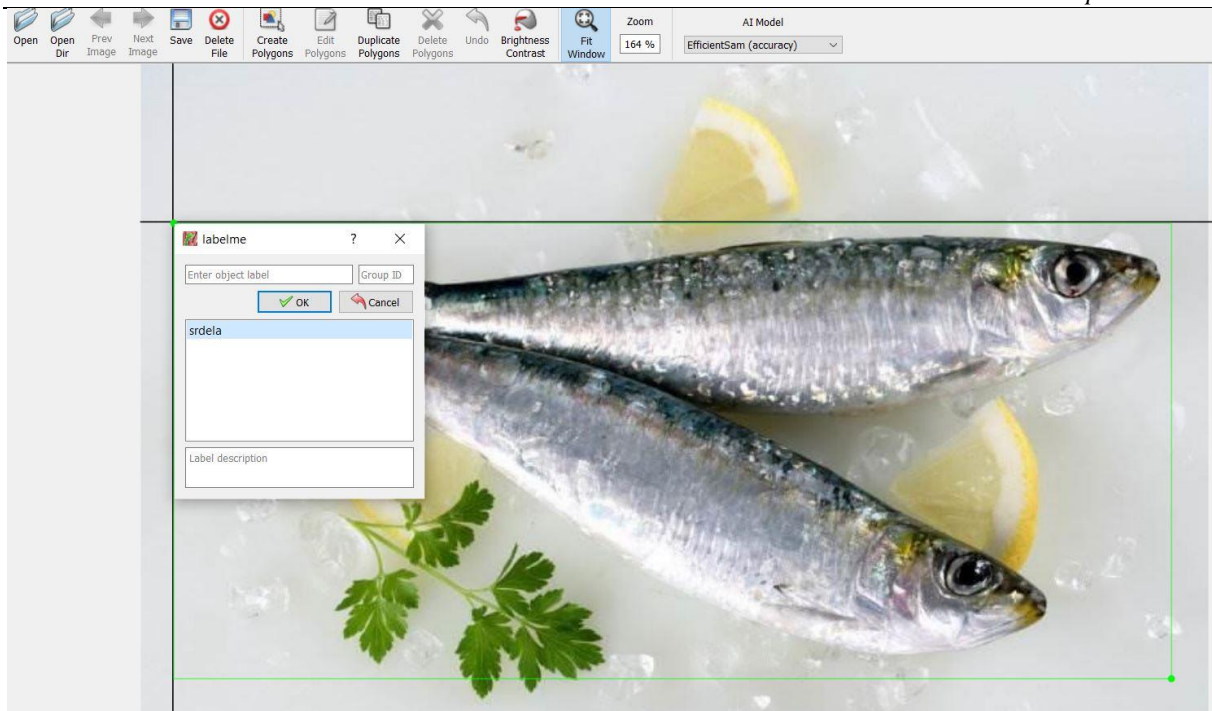 Open
Open Dir
Prev Image
Next Image
Save
Delete File
Create Polygons
Edit Polygons
Duplicate Polygons
Delete Polygons
Undo
Brightness Contrast
Fit Window
Zoom
164 %
AI Model
EfficientSam (accuracy)
labelme
?
Enter object label
Group ID
OK
Cancel
srdela
Label description